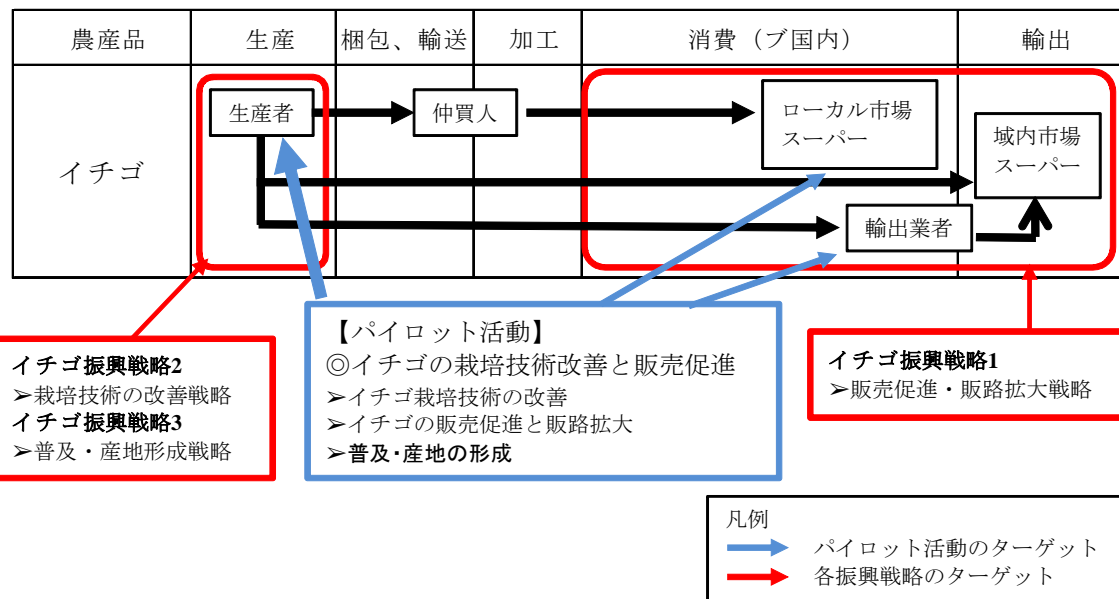 農産品
生産
梱包、輸送
加工
消費（ブ国内）
輸出
イチゴ
生産者
仲買人
ローカル市場
スーパー
域内市場
スーパー
輸出業者
イチゴ振興戦略2
➢栽培技術の改善戦略
イチゴ振興戦略3
➢普及・産地形成戦略
【パイロット活動】
◎イチゴの栽培技術改善と販売促進
➢イチゴ栽培技術の改善
➢イチゴの販売促進と販路拡大
➢普及･産地の形成
イチゴ振興戦略1
➢販売促進・販路拡大戦略
凡例
パイロット活動のターゲット
各振興戦略のターゲット